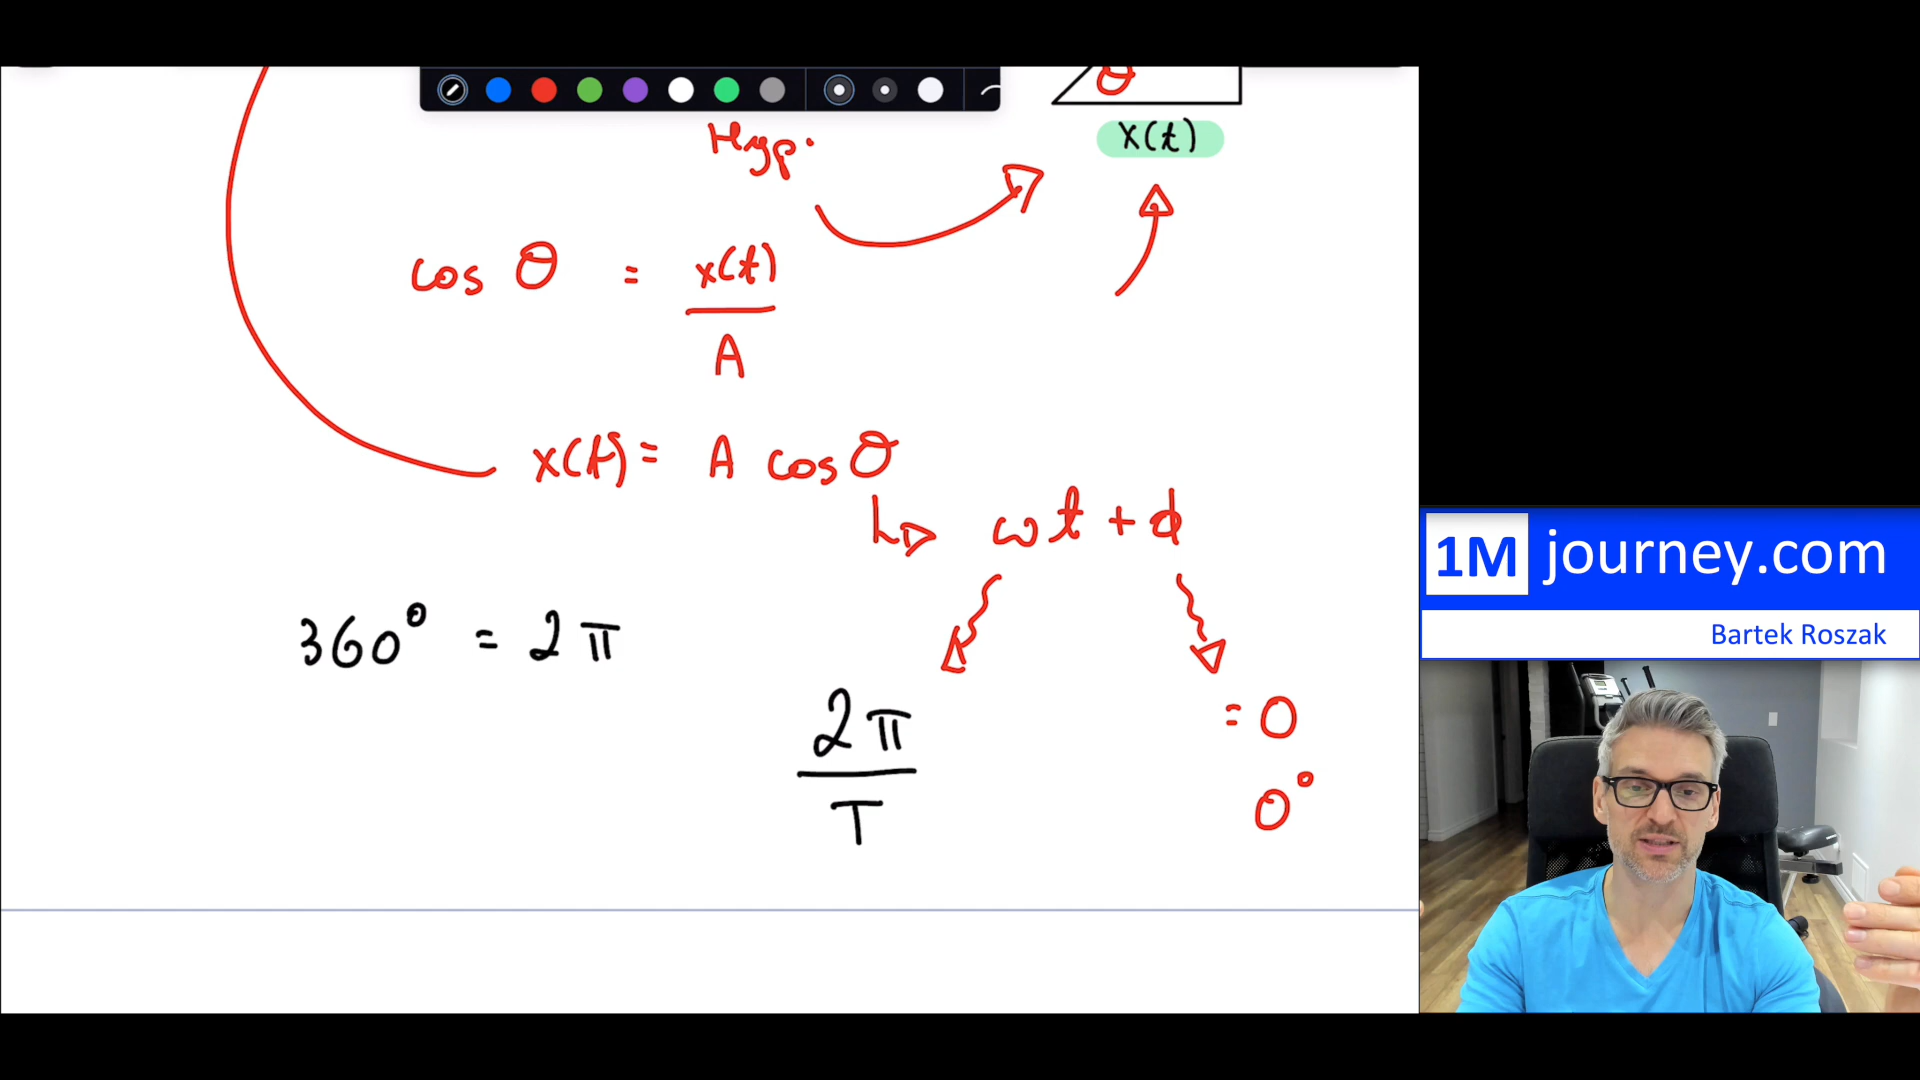 θ
x(t)
Hyp.
cos θ = x(t)
A
x(t) = A cos θ
ωt + ϕ
360° = 2π
2π
T
= 0
0°
1M journey.com
Bartek Roszak